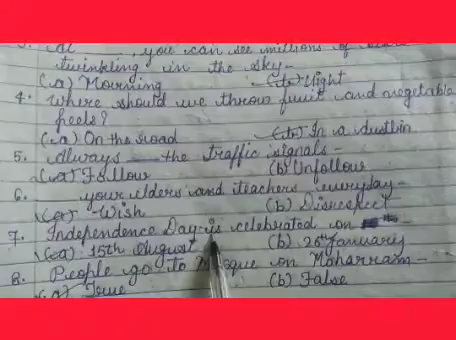 you can see millions of
twinkling in the sky-
(a) Morning (b) Night
4. Where should we throw fruit and vegetable
peels?
(a) On the road (b) In a dustbin
5. Always ___ the traffic signals-
(a) Follow (b) Unfollow
6. ___ your elders and teachers everyday-
(a) Wish (b) Disrespect
7. Independence Day is celebrated on
(a) 15th August (b) 26th January
8. People go to mosque on Moharram-
(a) True (b) False